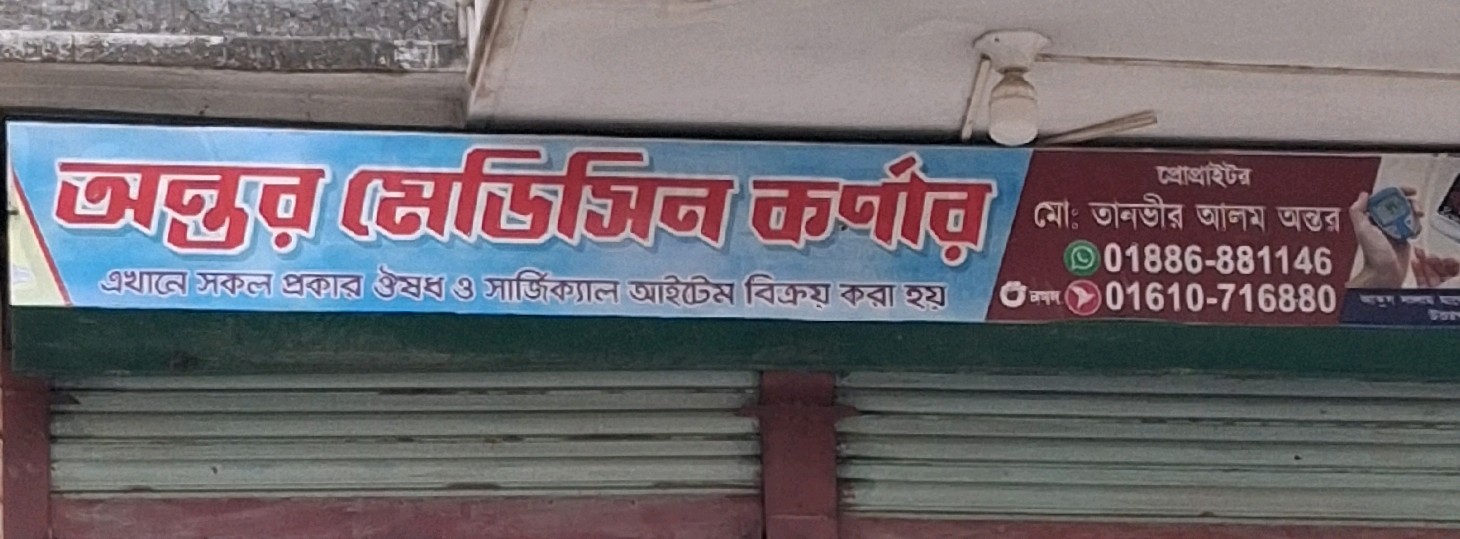 অন্তর মেডিসিন কর্ণার
এখানে সকল প্রকার ঔষধ ও সার্জিক্যাল আইটেম বিক্রয় করা হয়
প্রোপ্রাইটর
মোঃ তানভীর আলম অন্তর
01886-881146
নগদ 01610-716880